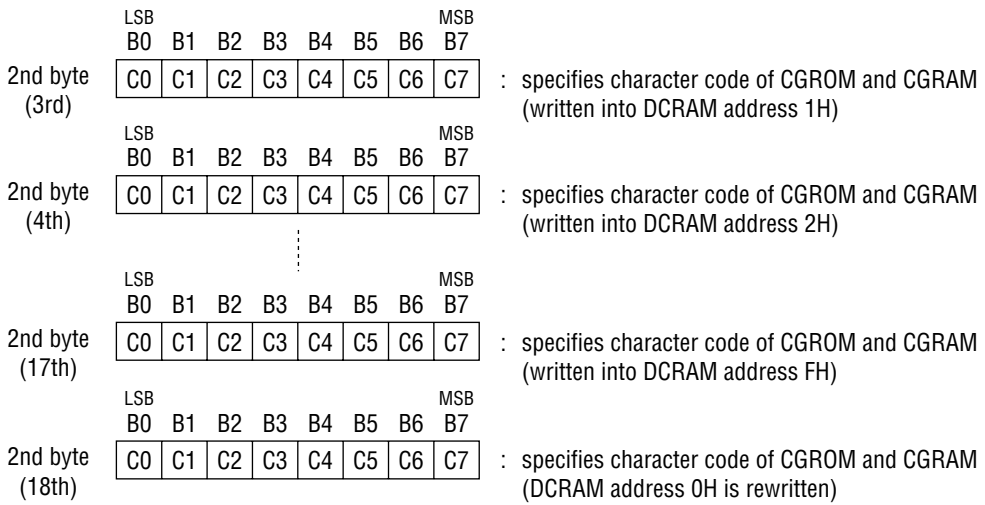 LSB MSB
B0 B1 B2 B3 B4 B5 B6 B7
2nd byte C0 C1 C2 C3 C4 C5 C6 C7 : specifies character code of CGROM and CGRAM
(3rd) (written into DCRAM address 1H)
LSB MSB
B0 B1 B2 B3 B4 B5 B6 B7
2nd byte C0 C1 C2 C3 C4 C5 C6 C7 : specifies character code of CGROM and CGRAM
(4th) (written into DCRAM address 2H)
LSB MSB
B0 B1 B2 B3 B4 B5 B6 B7
2nd byte C0 C1 C2 C3 C4 C5 C6 C7 : specifies character code of CGROM and CGRAM
(17th) (written into DCRAM address FH)
LSB MSB
B0 B1 B2 B3 B4 B5 B6 B7
2nd byte C0 C1 C2 C3 C4 C5 C6 C7 : specifies character code of CGROM and CGRAM
(18th) (DCRAM address 0H is rewritten)